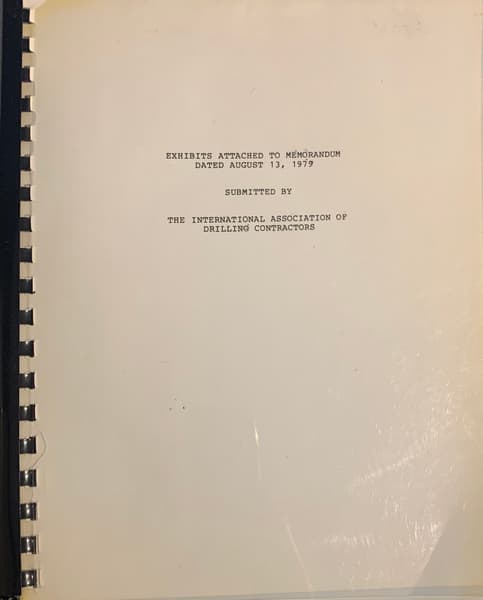 EXHIBITS ATTACHED TO MEMORANDUM
DATED AUGUST 13, 1979
SUBMITTED BY
THE INTERNATIONAL ASSOCIATION OF
DRILLING CONTRACTORS